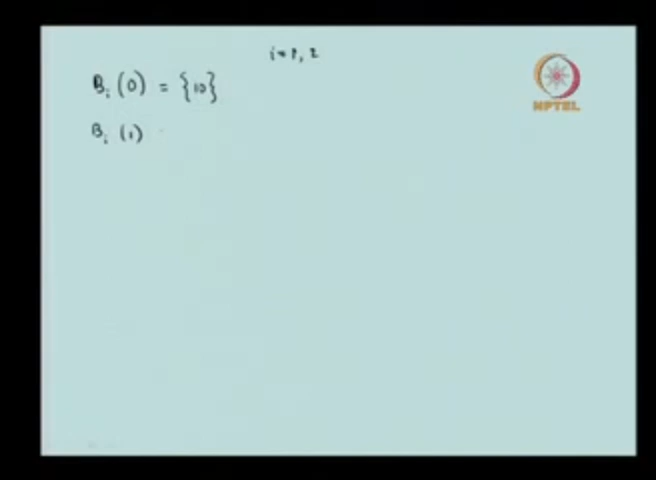 i = 1, 2
B_i (0) = {10}
NPTEL
B_i (1)